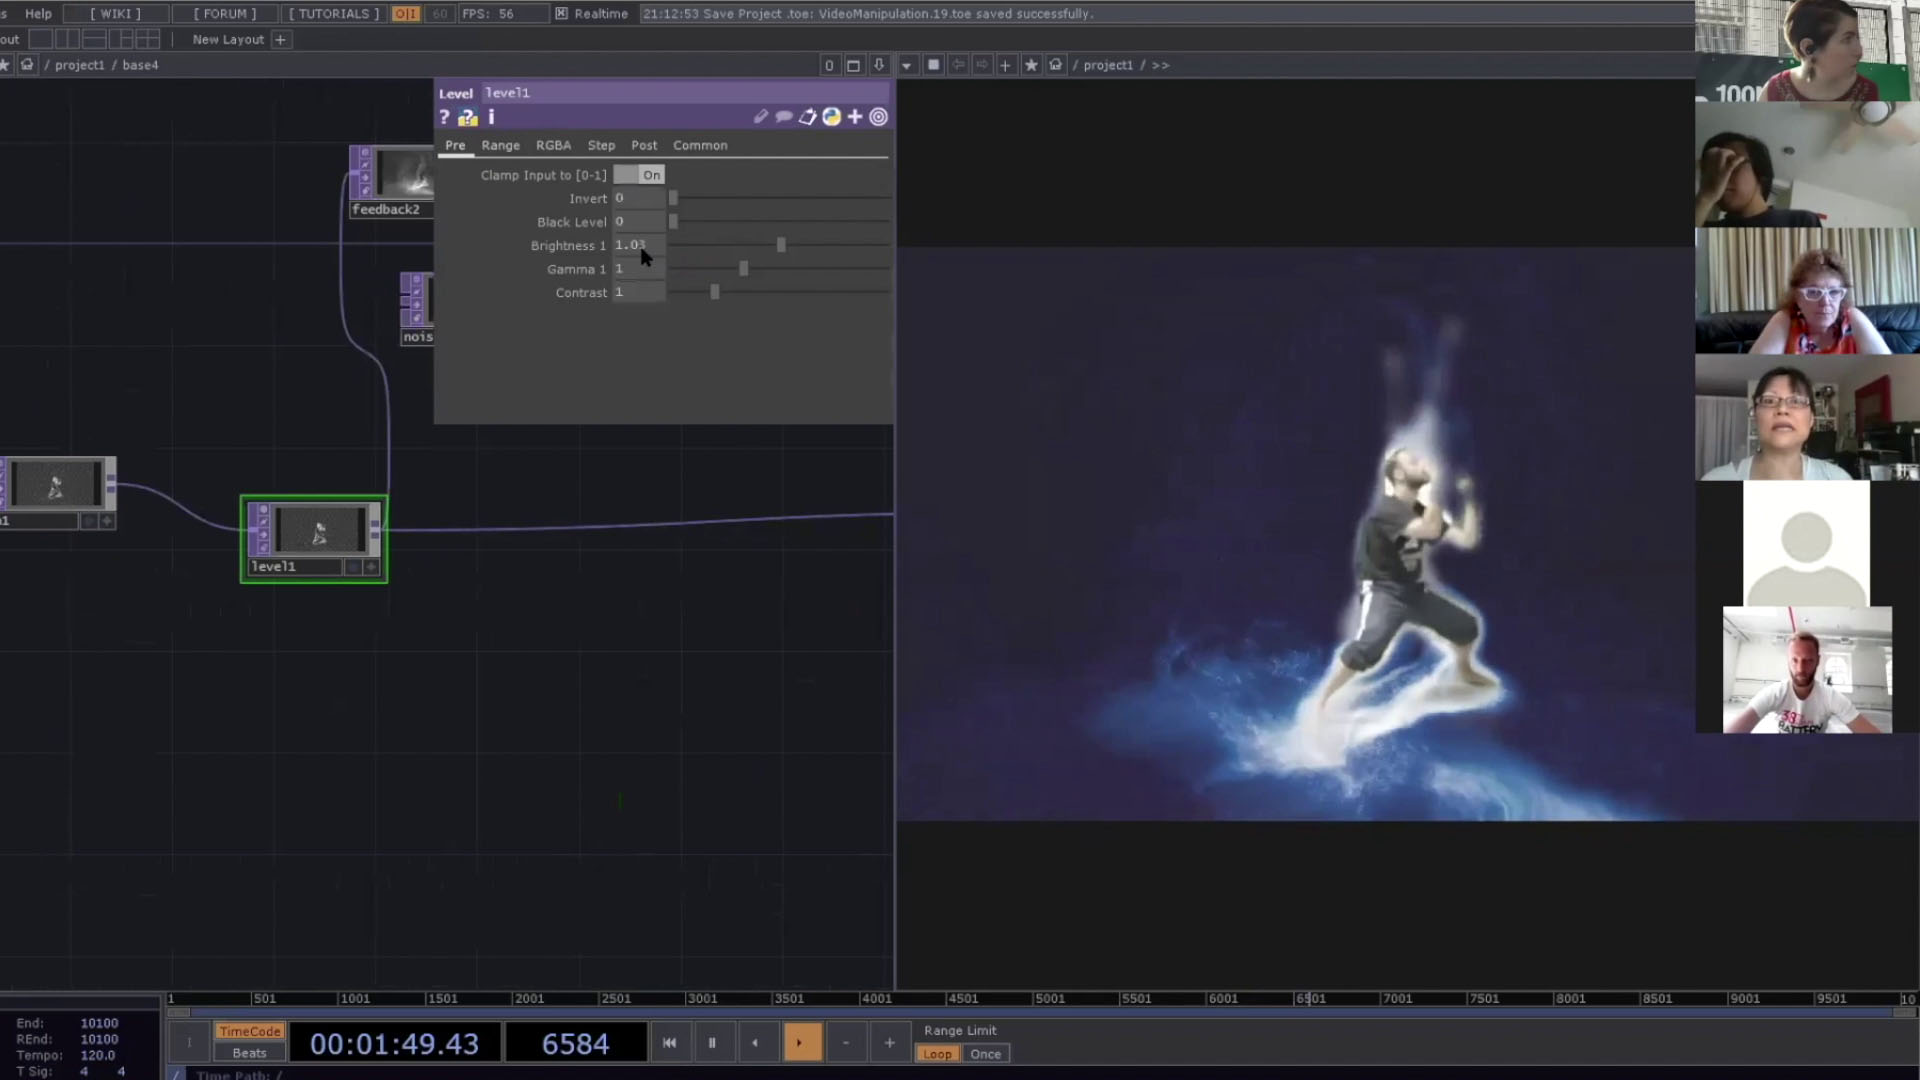 Help [ WIKI ] [ FORUM ] [ TUTORIALS ] O|I 60 FPS: 56 Realtime 21:12:53 Save Project .toe: VideoManipulation.19.toe saved successfully.
out New Layout +
/ project1 / base4 0 / project1 / >>
Level level1
? ? i
Pre Range RGBA Step Post Common
Clamp Input to [0-1] On
Invert 0
Black Level 0
Brightness 1 1.03
Gamma 1 1
Contrast 1
feedback2
nois
level1
1 501 1001 1501 2001 2501 3001 3501 4001 4501 5001 5501 6001 6501 7001 7501 8001 8501 9001 9501 10
End: 10100
REnd: 10100
Tempo: 120.0
T Sig: 4 4
TimeCode
Beats
00:01:49.43
6584
- +
Range Limit
Loop Once
/ Time Path: /